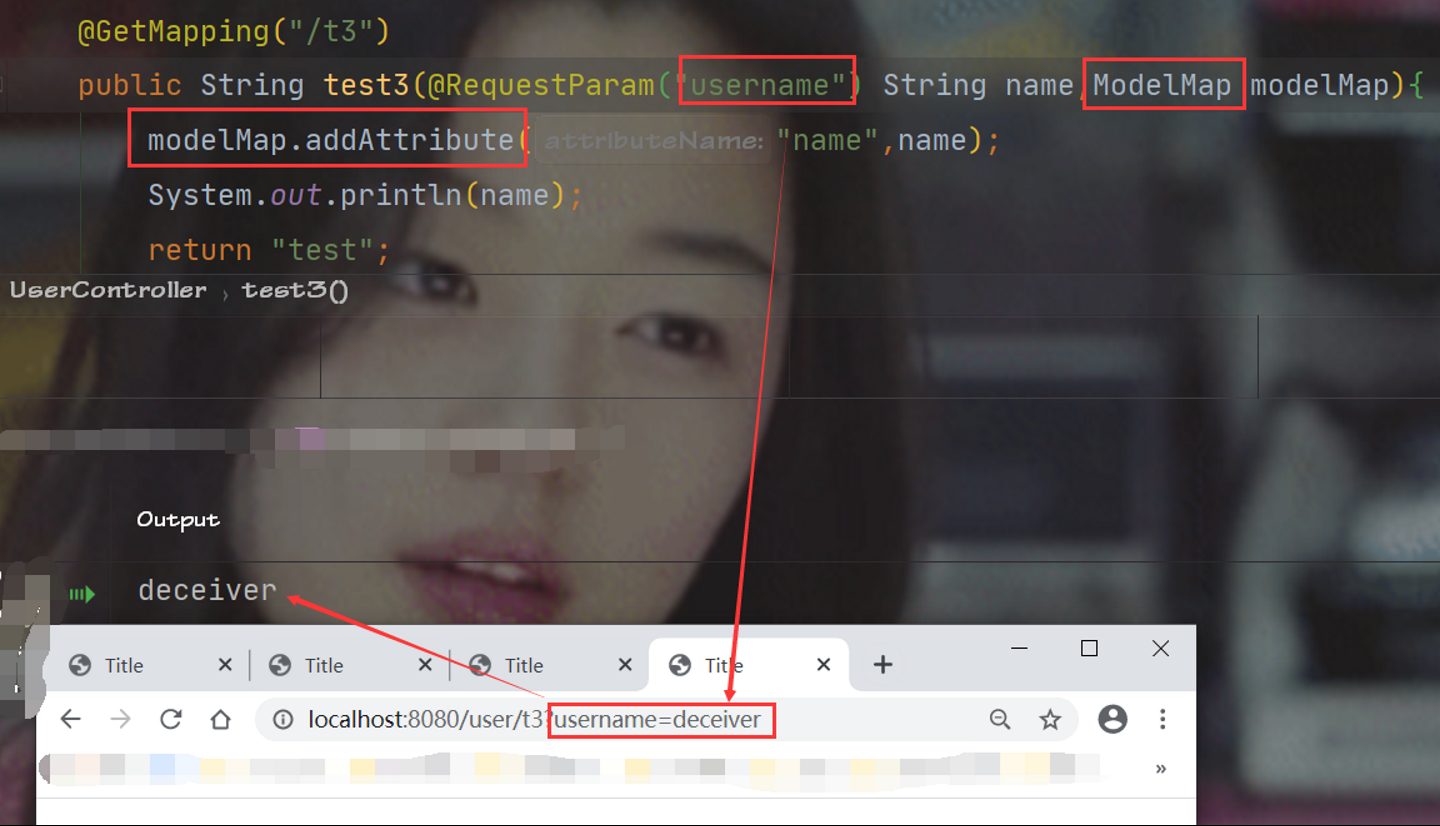 @GetMapping("/t3")
public String test3(@RequestParam("username") String name,ModelMap modelMap){
modelMap.addAttribute( attributeName: "name",name);
System.out.println(name);
return "test";
UserController › test3()
Output
deceiver
Title Title Title Title
localhost:8080/user/t3?username=deceiver